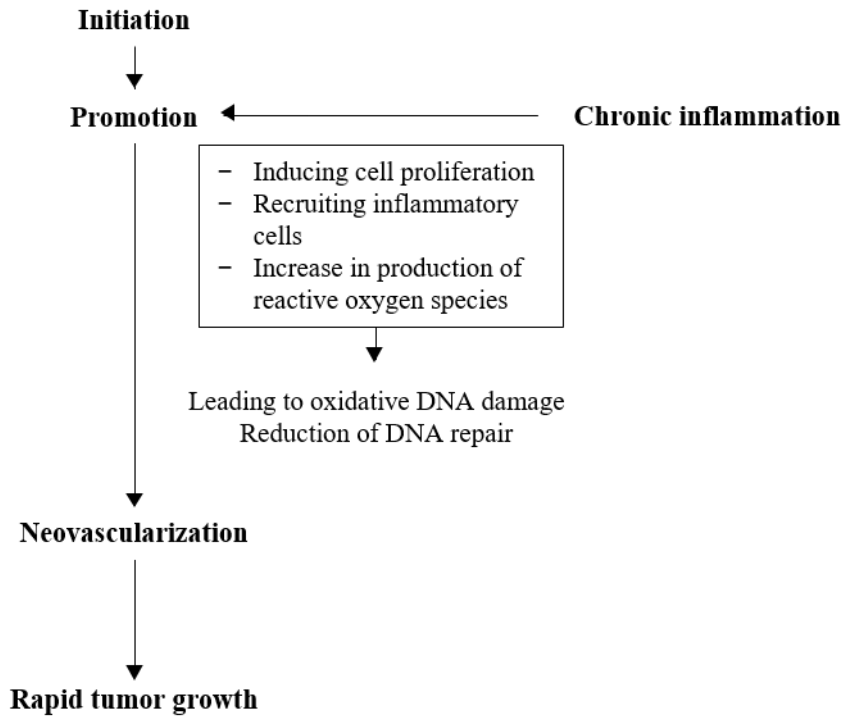 Initiation
Promotion
Chronic inflammation
− Inducing cell proliferation
− Recruiting inflammatory
cells
− Increase in production of
reactive oxygen species
Leading to oxidative DNA damage
Reduction of DNA repair
Neovascularization
Rapid tumor growth